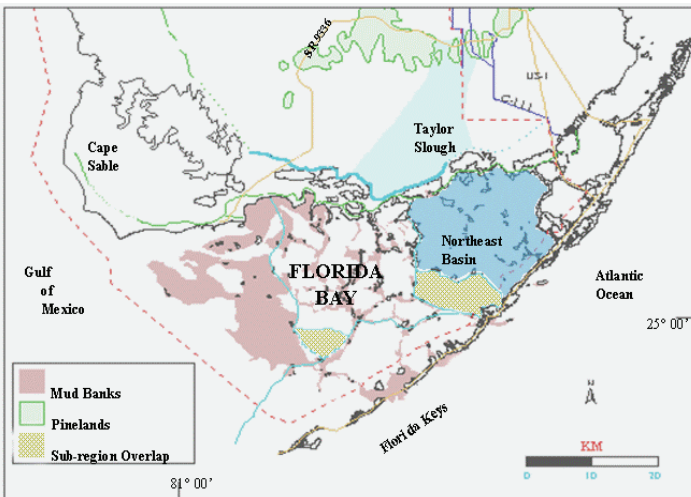 SR 9336
US-1
C-111
Taylor
Slough
Cape
Sable
Northeast
Basin
FLORIDA
BAY
Gulf
of
Mexico
Atlantic
Ocean
25° 00'
Mud Banks
Pinelands
Sub-region Overlap
Florida Keys
N
KM
0 10 20
81° 00'